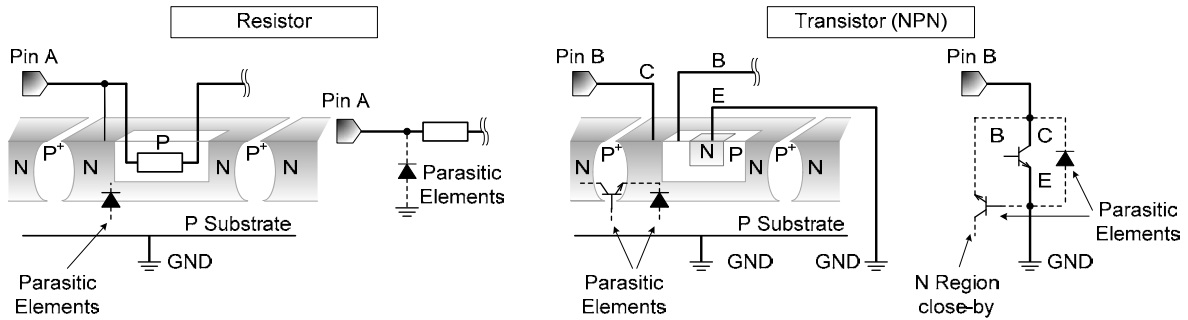 Resistor
Transistor (NPN)
Pin A
Pin A
P
N
P+
N
P+
N
N
Parasitic
Elements
P Substrate
GND
Parasitic
Elements
Pin B
C
B
E
N
P+
N
N
P
P+
N
N
P Substrate
GND
GND
Parasitic
Elements
Pin B
B
C
E
Parasitic
Elements
GND
N Region
close-by